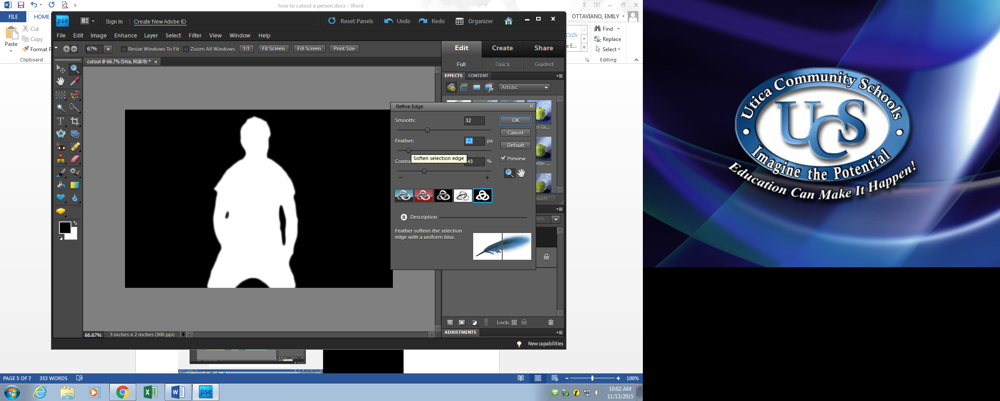 how to cutout a person.docx - Word
FILE
HOME
OTTAVIANO, EMILY
Paste
Cut
Copy
Format P
Clipboard
Find
Replace
Select
Editing
pse
Sign In
Create New Adobe ID
Reset Panels
Undo
Redo
Organizer
File Edit Image Enhance Layer Select Filter View Window Help
67%
Resize Windows To Fit
Zoom All Windows
1:1
Fit Screen
Fill Screen
Print Size
Edit
Create
Share
cutout @ 66.7% (Shia, RGB/8) *
Full
Quick
Guided
EFFECTS
CONTENT
Artistic
Refine Edge
Smooth:
32
OK
Cancel
Feather:
2.2
px
Default
Soften selection edge
Contra
43
%
Preview
Description
Feather softens the selection
edge with a uniform blur.
m Gr...
ette ...
Apply
Lock:
66.67%
3 inches x 2 inches (300 ppi)
ADJUSTMENTS
New capabilities
PAGE 5 OF 7
353 WORDS
100%
pse
10:02 AM
11/13/2015
Utica Community Schools
UCS
Imagine the Potential
Education Can Make It Happen!